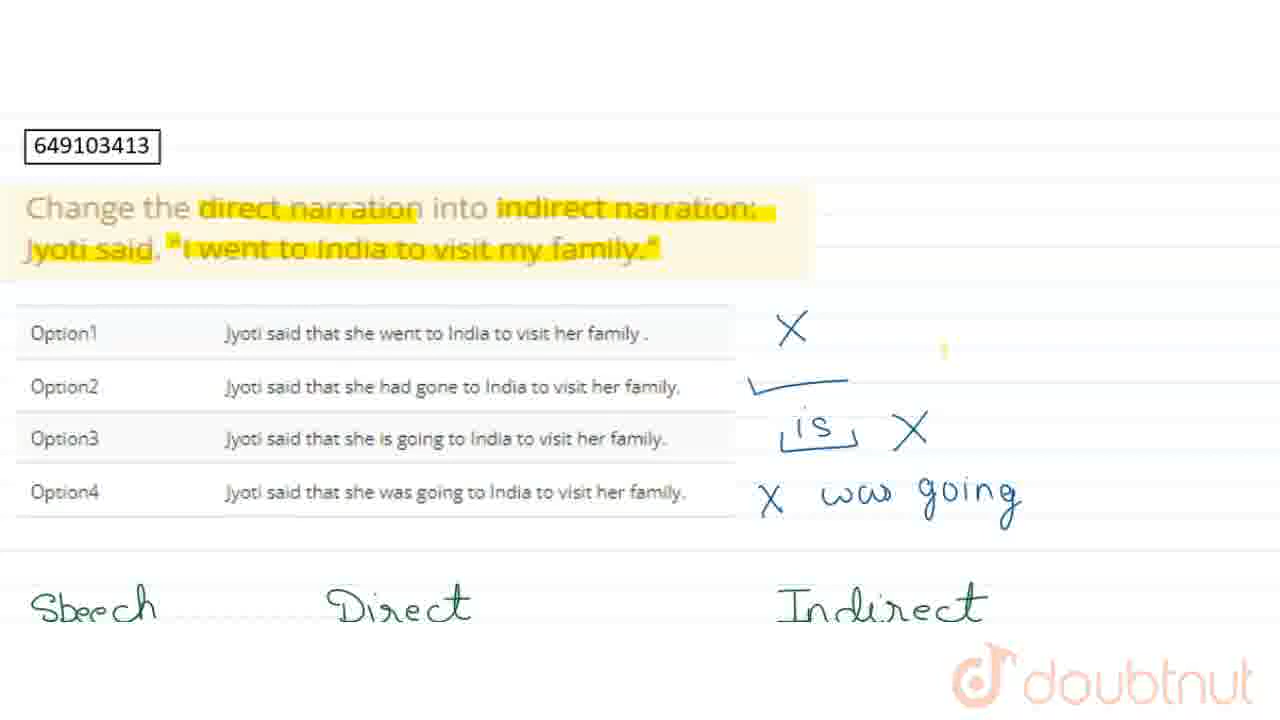 649103413
Change the direct narration into indirect narration:
Jyoti said, "I went to India to visit my family."
Option1 Jyoti said that she went to India to visit her family . X
Option2 Jyoti said that she had gone to India to visit her family.
Option3 Jyoti said that she is going to India to visit her family. is X
Option4 Jyoti said that she was going to India to visit her family. X was going
Speech Direct Indirect
doubtnut